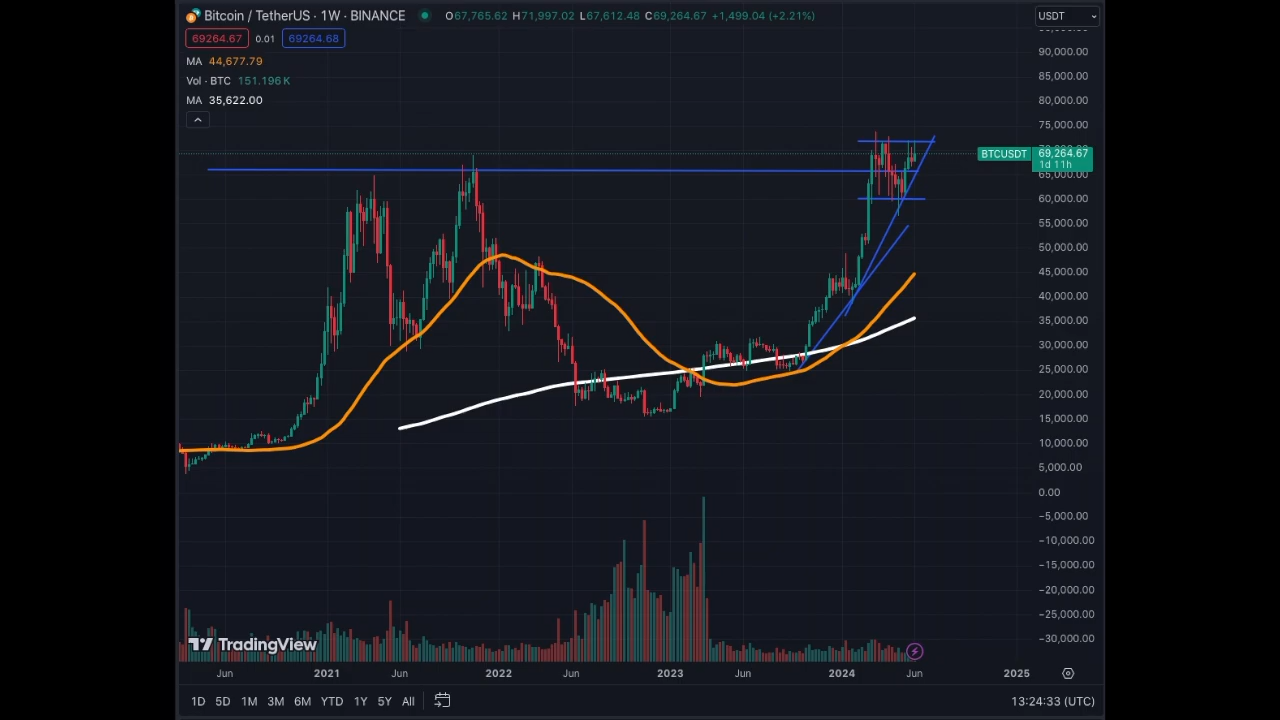 Bitcoin / TetherUS · 1W · BINANCE O67,765.62 H71,997.02 L67,612.48 C69,264.67 +1,499.04 (+2.21%) USDT
69264.67 0.01 69264.68
MA 44,677.79
Vol · BTC 151.196 K
MA 35,622.00
90,000.00
85,000.00
80,000.00
75,000.00
BTCUSDT 69,264.67
1d 11h
65,000.00
60,000.00
55,000.00
50,000.00
45,000.00
40,000.00
35,000.00
30,000.00
25,000.00
20,000.00
15,000.00
10,000.00
5,000.00
0.00
−5,000.00
−10,000.00
−15,000.00
−20,000.00
−25,000.00
−30,000.00
TradingView
Jun 2021 Jun 2022 Jun 2023 Jun 2024 Jun 2025
1D 5D 1M 3M 6M YTD 1Y 5Y All 13:24:33 (UTC)